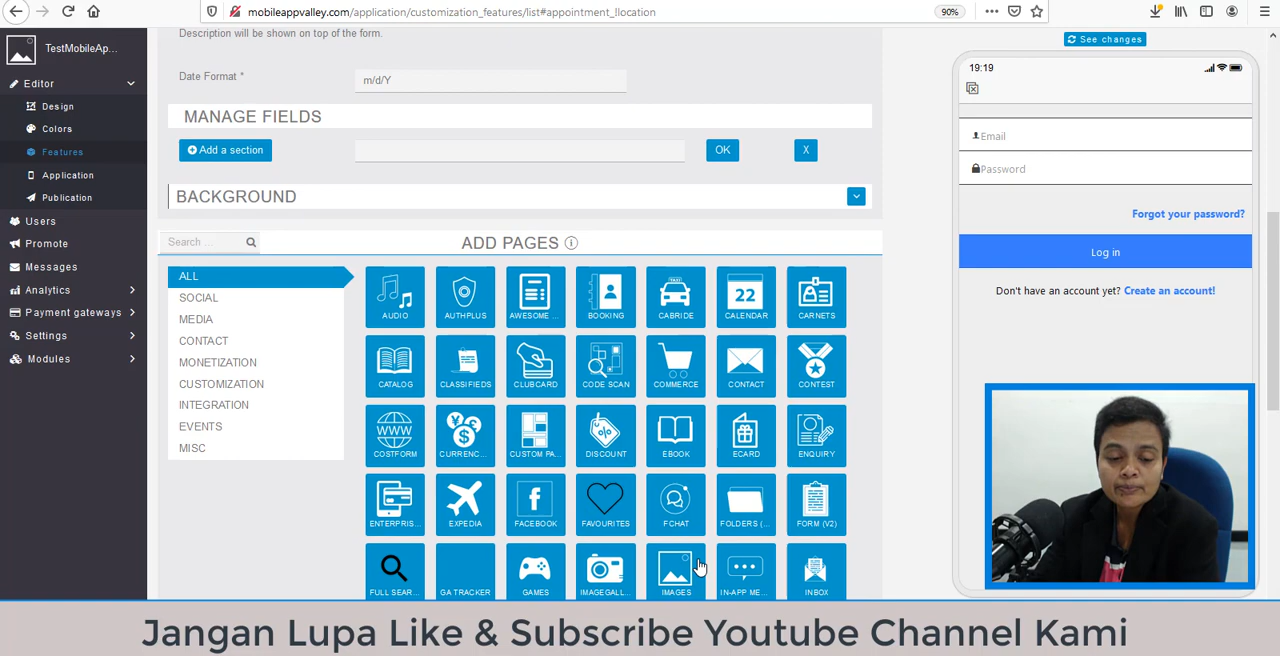 mobileappvalley.com/application/customization_features/list#appointment_llocation
90%
TestMobileAp...
Editor
Design
Colors
Features
Application
Publication
Users
Promote
Messages
Analytics
Payment gateways
Settings
Modules
Description will be shown on top of the form.
Date Format *
m/d/Y
MANAGE FIELDS
Add a section
OK
X
BACKGROUND
Search ...
ADD PAGES
ALL
SOCIAL
MEDIA
CONTACT
MONETIZATION
CUSTOMIZATION
INTEGRATION
EVENTS
MISC
AUDIO
AUTHPLUS
AWESOME ...
BOOKING
TAXI
CABRIDE
22
CALENDAR
CARNETS
CATALOG
CLASSIFIEDS
CLUBCARD
CODE SCAN
COMMERCE
CONTACT
CONTEST
WWW
COSTFORM
CURRENC...
CUSTOM PA...
DISCOUNT
EBOOK
ECARD
ENQUIRY
ENTERPRIS...
EXPEDIA
FACEBOOK
FAVOURITES
FCHAT
FOLDERS (...
FORM (V2)
FULL SEAR...
GA TRACKER
GAMES
IMAGEGALL...
IMAGES
IN-APP ME...
INBOX
See changes
19:19
Email
Password
Forgot your password?
Log in
Don't have an account yet? Create an account!
Jangan Lupa Like & Subscribe Youtube Channel Kami